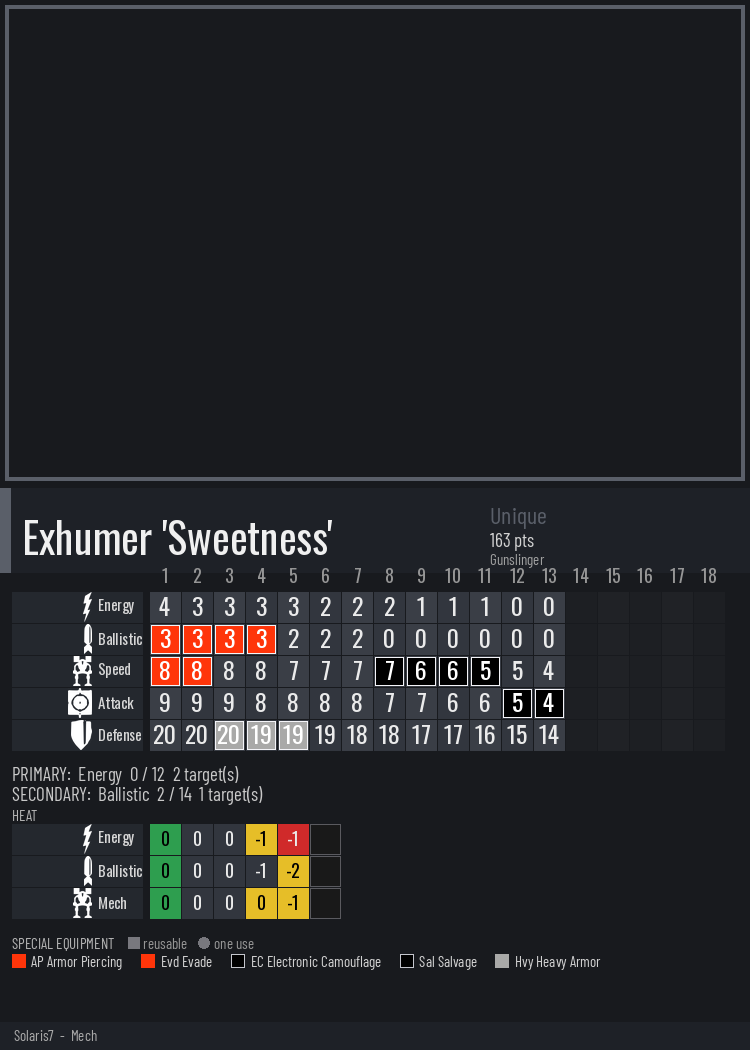 Exhumer 'Sweetness'
Unique
163 pts
Gunslinger
1 2 3 4 5 6 7 8 9 10 11 12 13 14 15 16 17 18
Energy 4 3 3 3 3 2 2 2 1 1 1 0 0
Ballistic 3 3 3 3 2 2 2 0 0 0 0 0 0
Speed 8 8 8 8 7 7 7 7 6 6 5 5 4
Attack 9 9 9 8 8 8 8 7 7 6 6 5 4
Defense 20 20 20 19 19 19 18 18 17 17 16 15 14
PRIMARY: Energy 0 / 12 2 target(s)
SECONDARY: Ballistic 2 / 14 1 target(s)
HEAT
Energy 0 0 0 -1 -1
Ballistic 0 0 0 -1 -2
Mech 0 0 0 0 -1
SPECIAL EQUIPMENT reusable one use
AP Armor Piercing Evd Evade EC Electronic Camouflage Sal Salvage Hvy Heavy Armor
Solaris7 - Mech